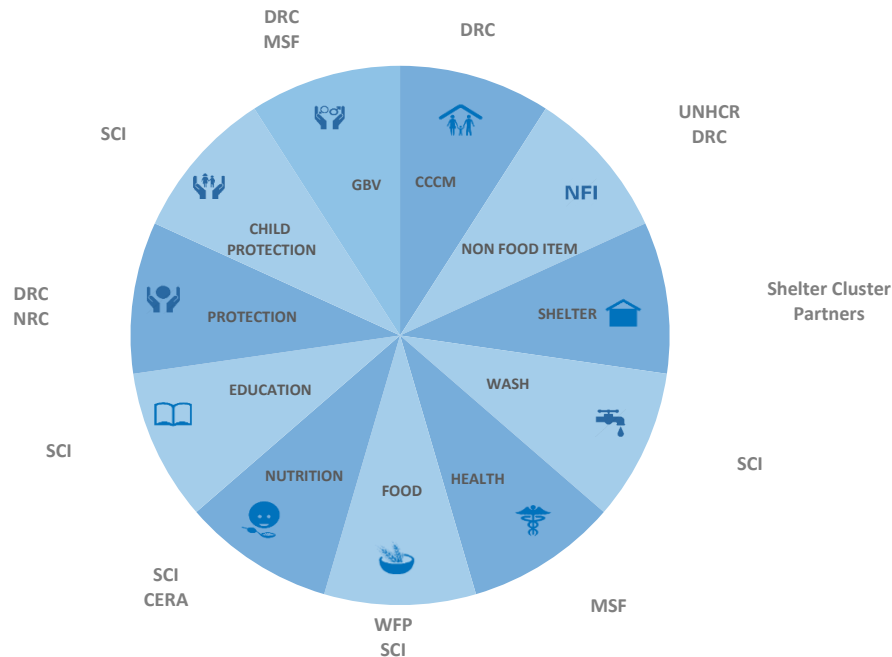 DRC
MSF
DRC
UNHCR
DRC
SCI
GBV
CCCM
NFI
CHILD
PROTECTION
NON FOOD ITEM
DRC
NRC
PROTECTION
SHELTER
Shelter Cluster
Partners
EDUCATION
WASH
SCI
SCI
NUTRITION
FOOD
HEALTH
SCI
CERA
WFP
SCI
MSF